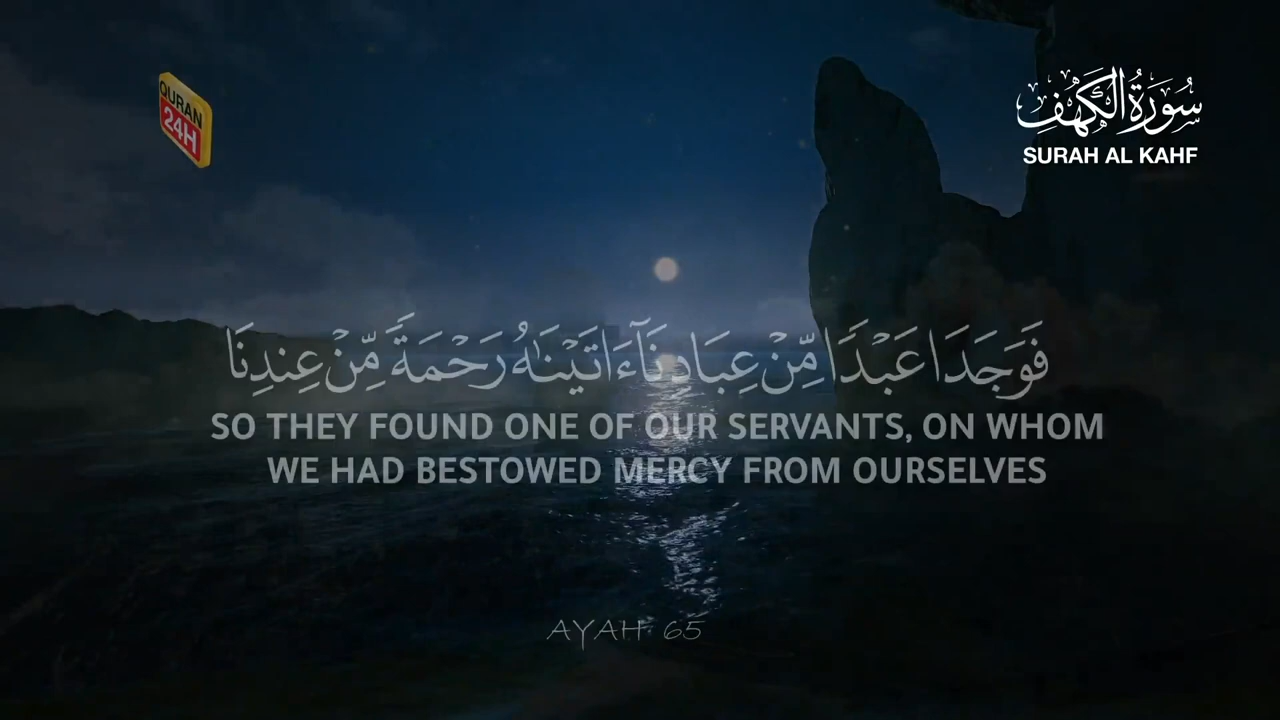 QURAN
24H
سُورَةُ الكَهْف
SURAH AL KAHF
فَوَجَدَا عَبْدًا مِّنْ عِبَادِنَآ ءَاتَيْنَٰهُ رَحْمَةً مِّنْ عِندِنَا
SO THEY FOUND ONE OF OUR SERVANTS, ON WHOM
WE HAD BESTOWED MERCY FROM OURSELVES
AYAH 65